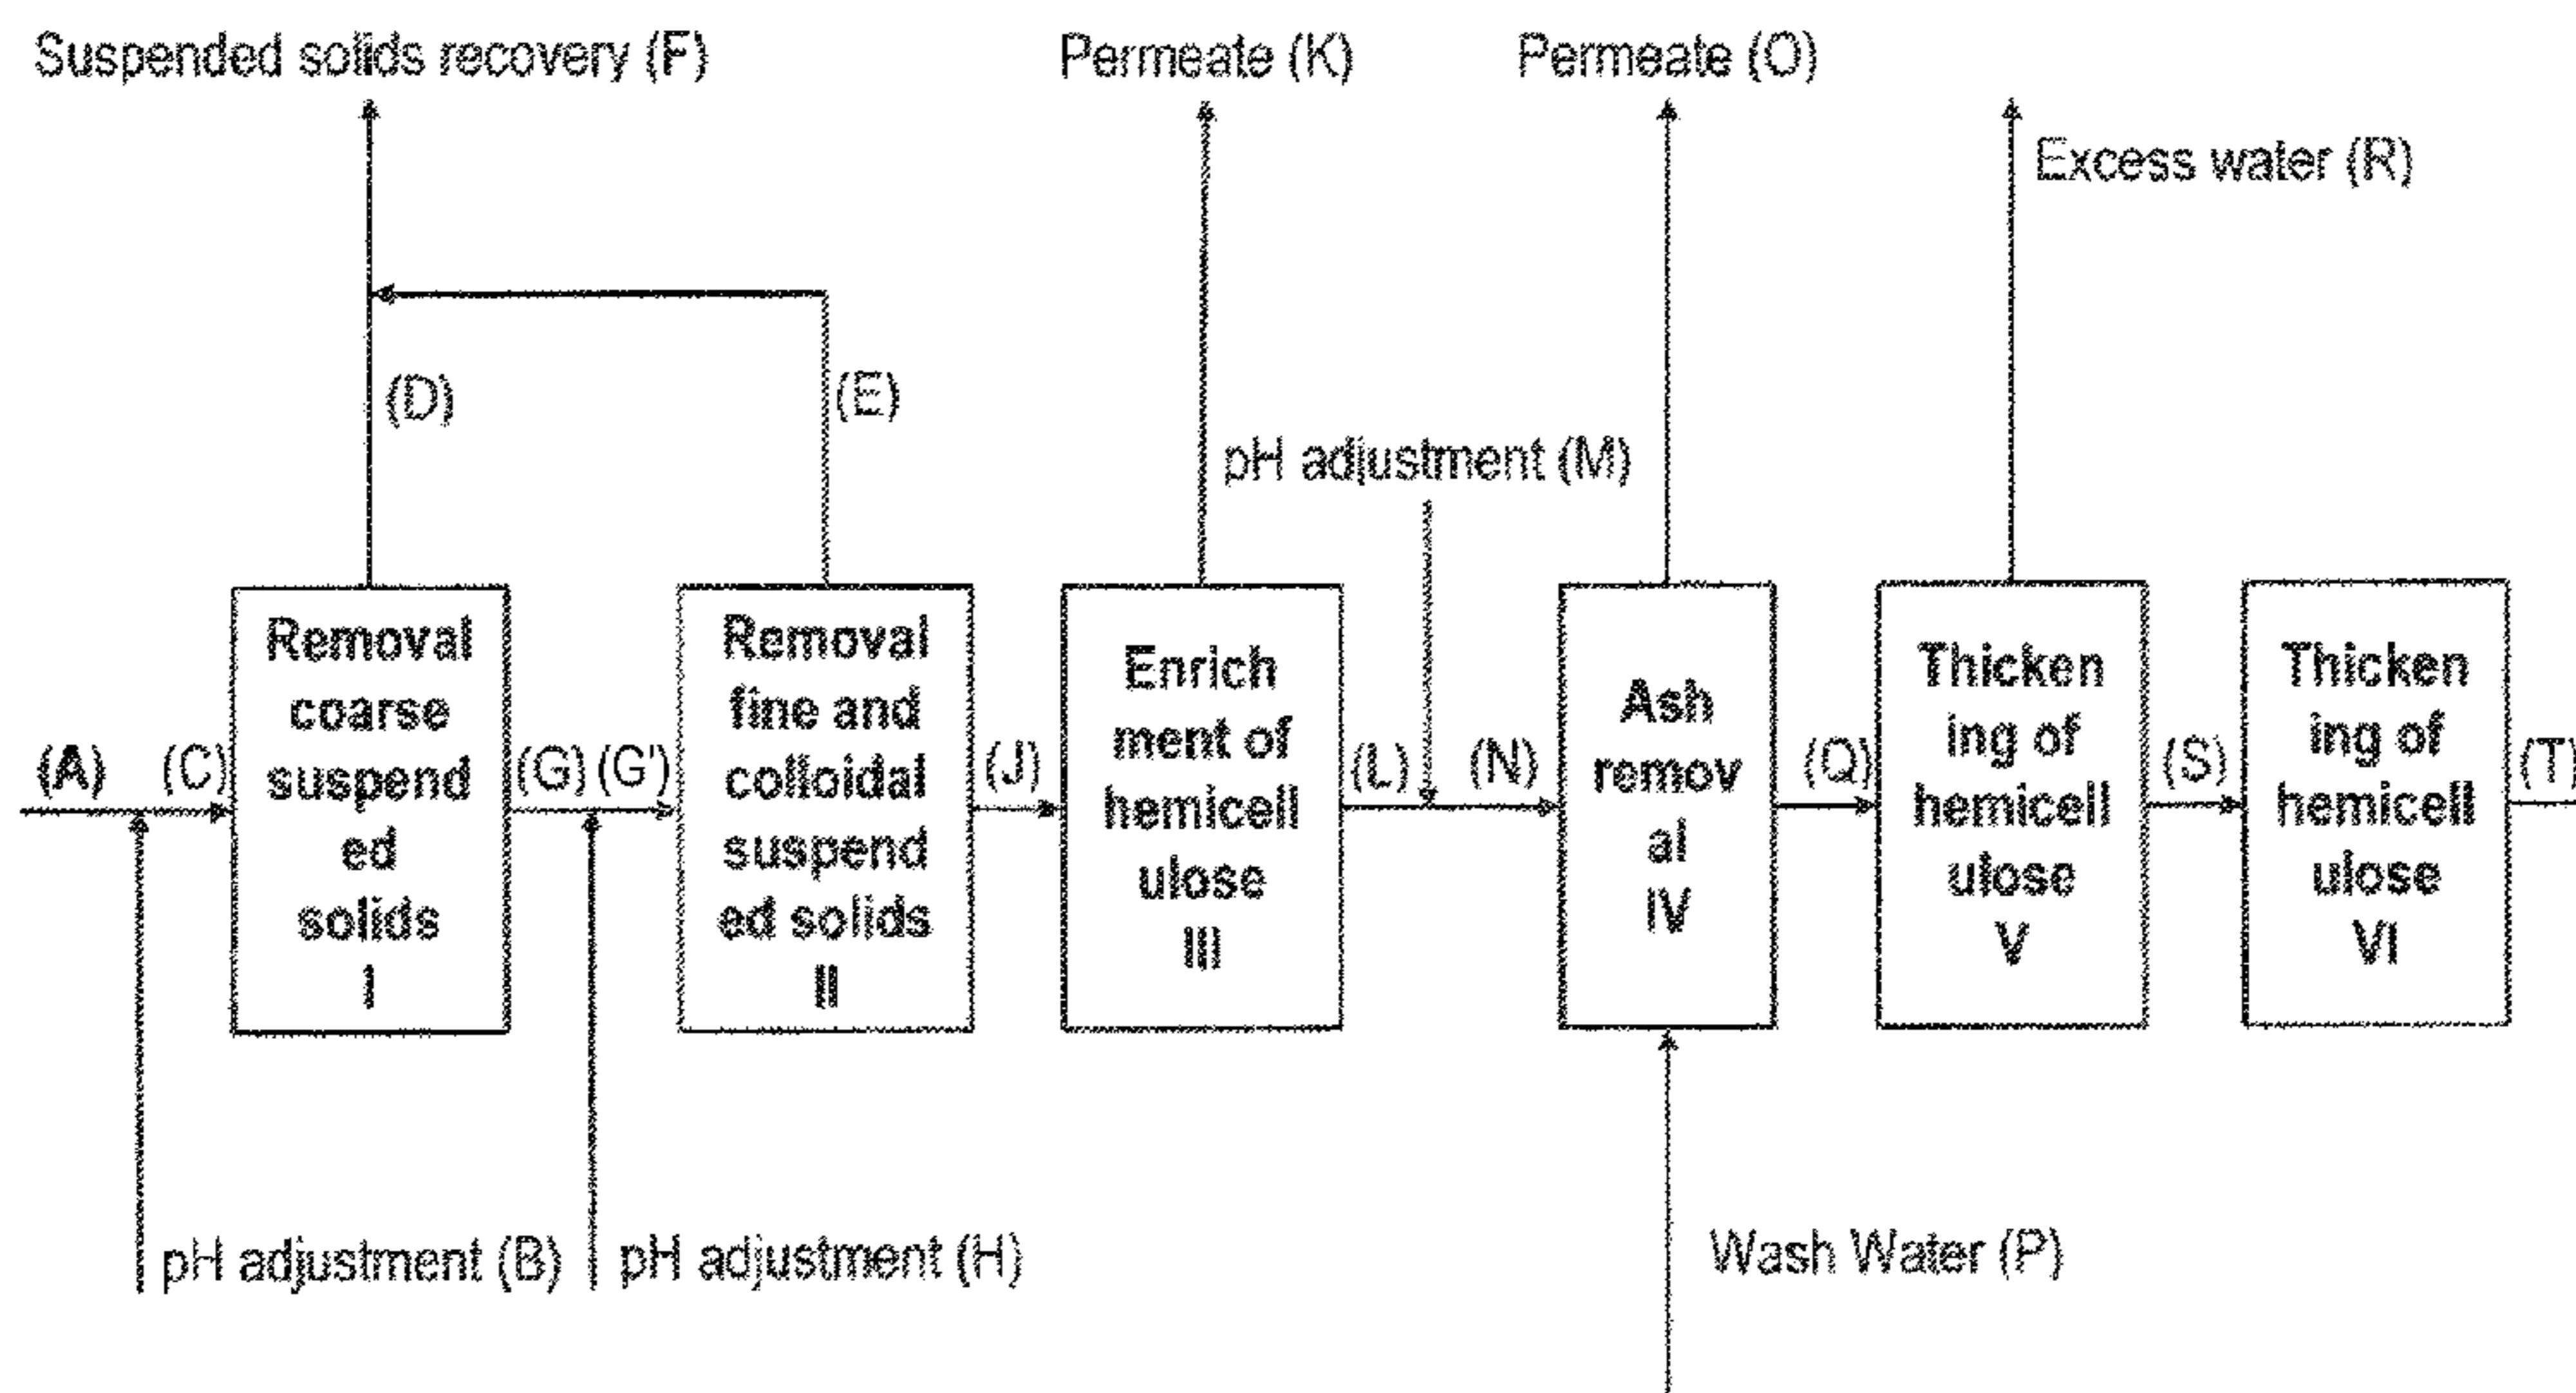 Suspended solids recovery (F)
Permeate (K)
Permeate (O)
Excess water (R)
(D)
(E)
pH adjustment (M)
(A)
(C)
Removal
coarse
suspend
ed
solids
I
(G) (G')
Removal
fine and
colloidal
suspend
ed solids
II
(J)
Enrich
ment of
hemicell
ulose
III
(L)
(N)
Ash
remov
al
IV
(Q)
Thicken
ing of
hemicell
ulose
V
(S)
Thicken
ing of
hemicell
ulose
VI
(T)
pH adjustment (B)
pH adjustment (H)
Wash Water (P)